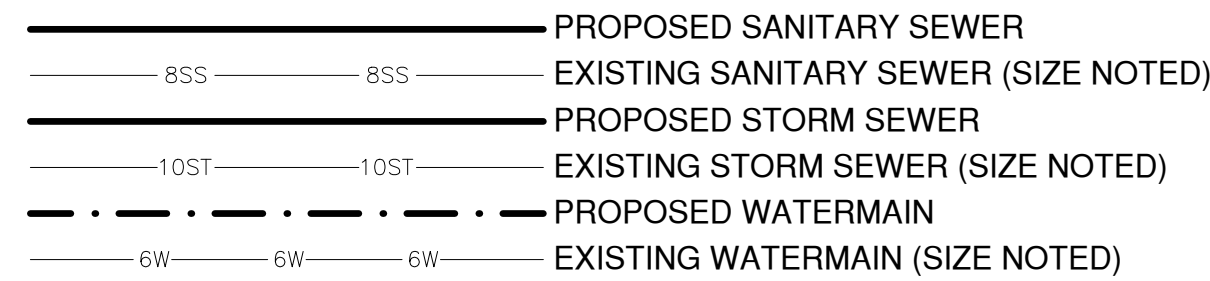 PROPOSED SANITARY SEWER
8SS 8SS EXISTING SANITARY SEWER (SIZE NOTED)
PROPOSED STORM SEWER
10ST 10ST EXISTING STORM SEWER (SIZE NOTED)
PROPOSED WATERMAIN
6W 6W 6W EXISTING WATERMAIN (SIZE NOTED)